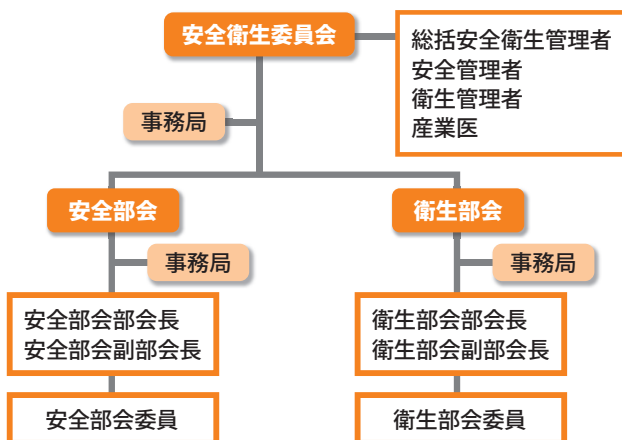 安全衛生委員会
総括安全衛生管理者
安全管理者
衛生管理者
産業医
事務局
安全部会
衛生部会
事務局
事務局
安全部会部会長
安全部会副部会長
衛生部会部会長
衛生部会副部会長
安全部会委員
衛生部会委員